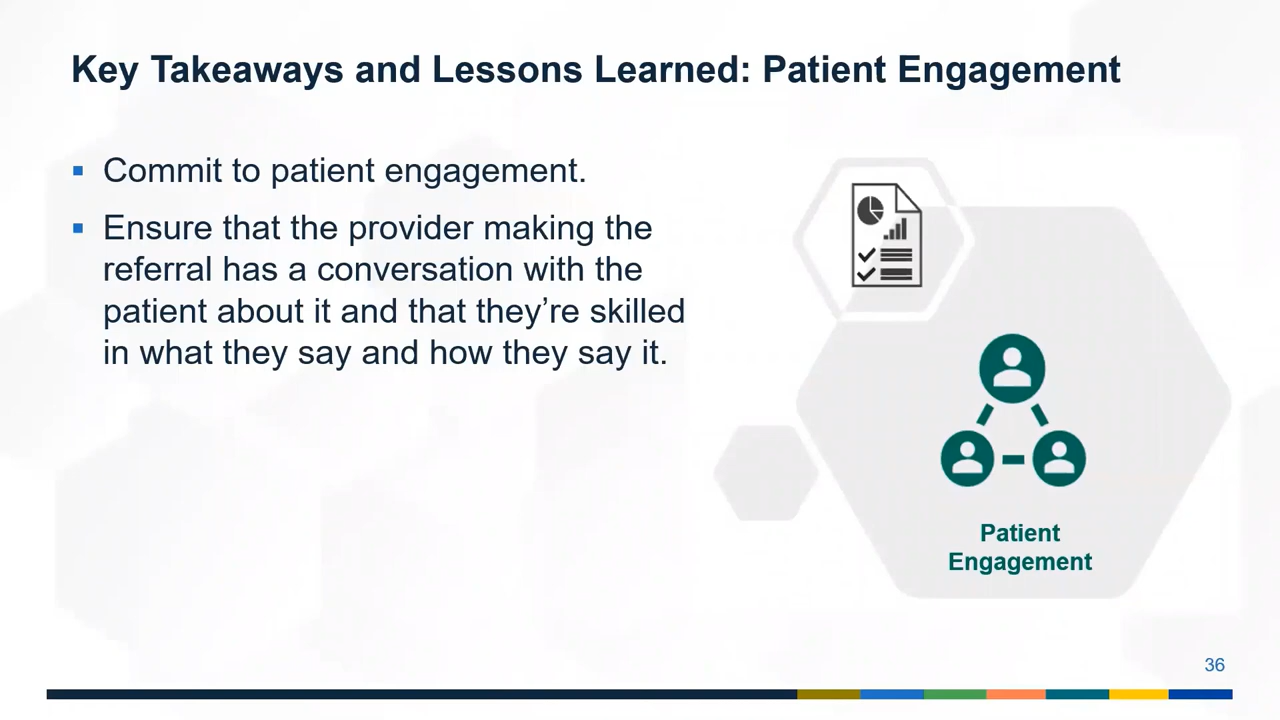 Key Takeaways and Lessons Learned: Patient Engagement
▪ Commit to patient engagement.
▪ Ensure that the provider making the
referral has a conversation with the
patient about it and that they’re skilled
in what they say and how they say it.
Patient
Engagement
36